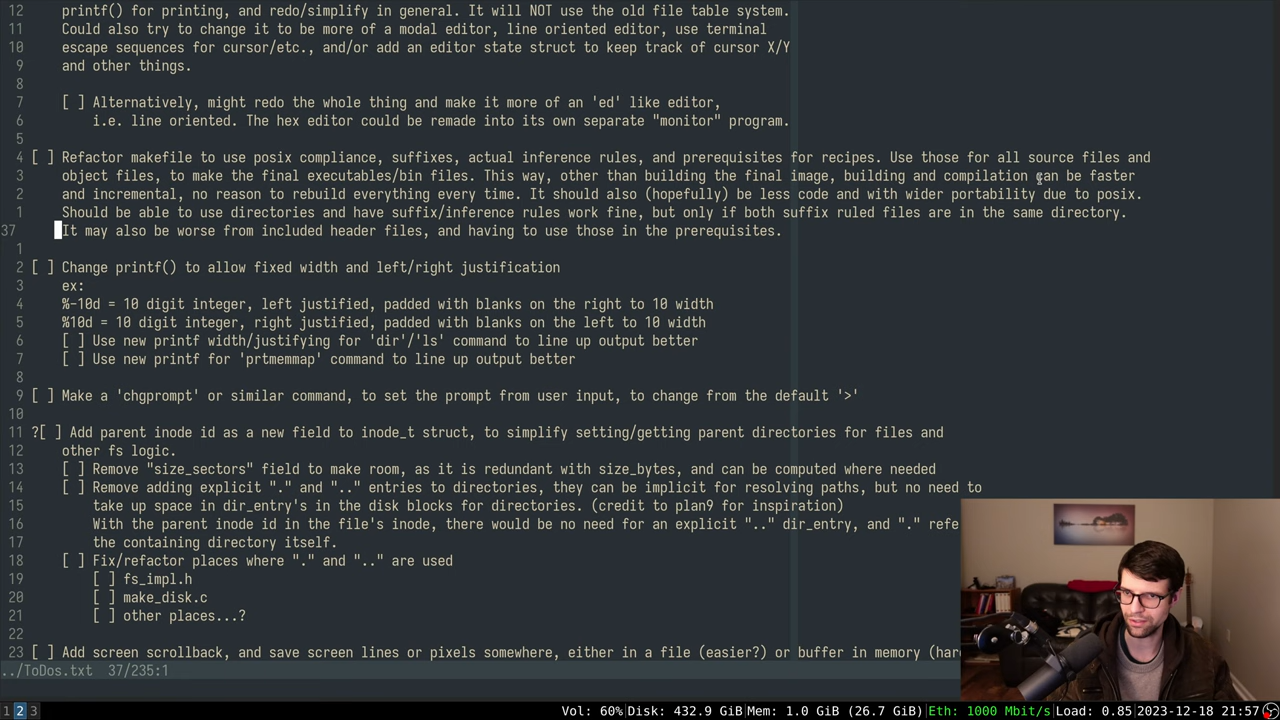 12 printf() for printing, and redo/simplify in general. It will NOT use the old file table system.
11 Could also try to change it to be more of a modal editor, line oriented editor, use terminal
10 escape sequences for cursor/etc., and/or add an editor state struct to keep track of cursor X/Y
9 and other things.
8
7 [ ] Alternatively, might redo the whole thing and make it more of an 'ed' like editor,
6 i.e. line oriented. The hex editor could be remade into its own separate "monitor" program.
5
4 [ ] Refactor makefile to use posix compliance, suffixes, actual inference rules, and prerequisites for recipes. Use those for all source files and
3 object files, to make the final executables/bin files. This way, other than building the final image, building and compilation can be faster
2 and incremental, no reason to rebuild everything every time. It should also (hopefully) be less code and with wider portability due to posix.
1 Should be able to use directories and have suffix/inference rules work fine, but only if both suffix ruled files are in the same directory.
37 It may also be worse from included header files, and having to use those in the prerequisites.
1
2 [ ] Change printf() to allow fixed width and left/right justification
3 ex:
4 %-10d = 10 digit integer, left justified, padded with blanks on the right to 10 width
5 %10d = 10 digit integer, right justified, padded with blanks on the left to 10 width
6 [ ] Use new printf width/justifying for 'dir'/'ls' command to line up output better
7 [ ] Use new printf for 'prtmemmap' command to line up output better
8
9 [ ] Make a 'chgprompt' or similar command, to set the prompt from user input, to change from the default '>'
10
11 ?[ ] Add parent inode id as a new field to inode_t struct, to simplify setting/getting parent directories for files and
12 other fs logic.
13 [ ] Remove "size_sectors" field to make room, as it is redundant with size_bytes, and can be computed where needed
14 [ ] Remove adding explicit "." and ".." entries to directories, they can be implicit for resolving paths, but no need to
15 take up space in dir_entry's in the disk blocks for directories. (credit to plan9 for inspiration)
16 With the parent inode id in the file's inode, there would be no need for an explicit ".." dir_entry, and "." refe
17 the containing directory itself.
18 [ ] Fix/refactor places where "." and ".." are used
19 [ ] fs_impl.h
20 [ ] make_disk.c
21 [ ] other places...?
22
23 [ ] Add screen scrollback, and save screen lines or pixels somewhere, either in a file (easier?) or buffer in memory (har
../ToDos.txt 37/235:1
1 2 3 Vol: 60% Disk: 432.9 GiB Mem: 1.0 GiB (26.7 GiB) Eth: 1000 Mbit/s Load: 0.85 2023-12-18 21:57